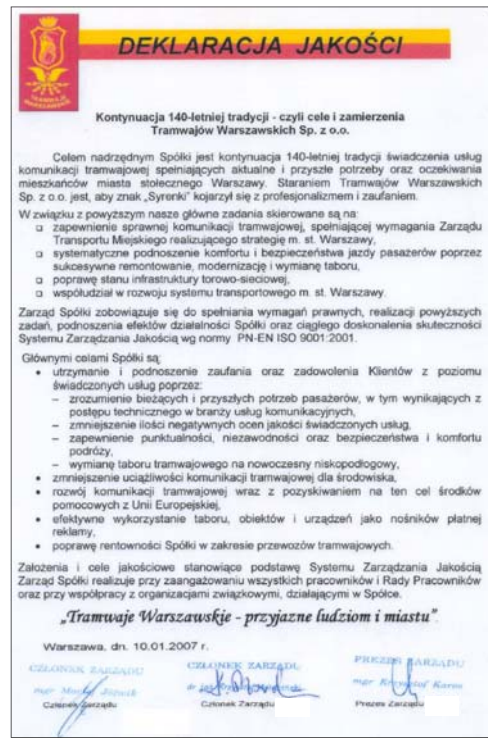 DEKLARACJA JAKOŚCI
TRAMWAJE
WARSZAWSKIE
Kontynuacja 140-letniej tradycji - czyli cele i zamierzenia
Tramwajów Warszawskich Sp. z o.o.
Celem nadrzędnym Spółki jest kontynuacja 140-letniej tradycji świadczenia usług
komunikacji tramwajowej spełniających aktualne i przyszłe potrzeby oraz oczekiwania
mieszkańców miasta stołecznego Warszawy. Staraniem Tramwajów Warszawskich
Sp. z o.o. jest, aby znak „Syrenki" kojarzył się z profesjonalizmem i zaufaniem.
W związku z powyższym nasze główne zadania skierowane są na:
zapewnienie sprawnej komunikacji tramwajowej, spełniającej wymagania Zarządu
Transportu Miejskiego realizującego strategię m. st. Warszawy,
systematyczne podnoszenie komfortu i bezpieczeństwa jazdy pasażerów poprzez
sukcesywne remontowanie, modernizację i wymianę taboru,
poprawę stanu infrastruktury torowo-sieciowej,
współudział w rozwoju systemu transportowego m. st. Warszawy.
Zarząd Spółki zobowiązuje się do spełniania wymagań prawnych, realizacji powyższych
zadań, podnoszenia efektów działalności Spółki oraz ciągłego doskonalenia skuteczności
Systemu Zarządzania Jakością wg normy PN-EN ISO 9001:2001.
Głównymi celami Spółki są:
• utrzymanie i podnoszenie zaufania oraz zadowolenia Klientów z poziomu
świadczonych usług poprzez:
– zrozumienie bieżących i przyszłych potrzeb pasażerów, w tym wynikających z
postępu technicznego w branży usług komunikacyjnych,
– zmniejszenie ilości negatywnych ocen jakości świadczonych usług,
– zapewnienie punktualności, niezawodności oraz bezpieczeństwa i komfortu
podróży,
– wymianę taboru tramwajowego na nowoczesny niskopodłogowy,
• zmniejszenie uciążliwości komunikacji tramwajowej dla środowiska,
• rozwój komunikacji tramwajowej wraz z pozyskiwaniem na ten cel środków
pomocowych z Unii Europejskiej,
• efektywne wykorzystanie taboru, obiektów i urządzeń jako nośników płatnej
reklamy,
• poprawę rentowności Spółki w zakresie przewozów tramwajowych.
Założenia i cele jakościowe stanowiące podstawę Systemu Zarządzania Jakością
Zarząd Spółki realizuje przy zaangażowaniu wszystkich pracowników i Rady Pracowników
oraz przy współpracy z organizacjami związkowymi, działającymi w Spółce.
„Tramwaje Warszawskie - przyjazne ludziom i miastu".
Warszawa, dn. 10.01.2007 r.
CZŁONEK ZARZĄDU CZŁONEK ZARZĄDU PREZES ZARZĄDU
mgr mgr Krzysztof Karos
Członek Zarządu Członek Zarządu Prezes Zarządu